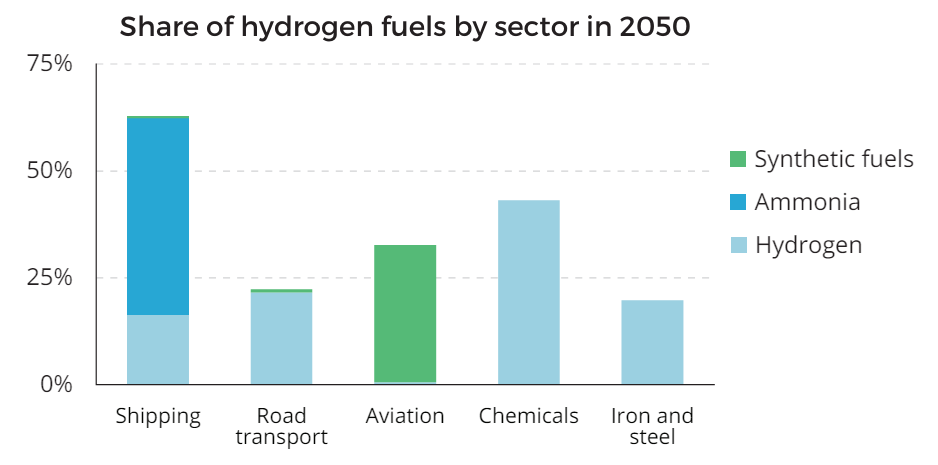 Share of hydrogen fuels by sector in 2050
75%
50%
25%
0%
Shipping
Road
transport
Aviation
Chemicals
Iron and
steel
Synthetic fuels
Ammonia
Hydrogen